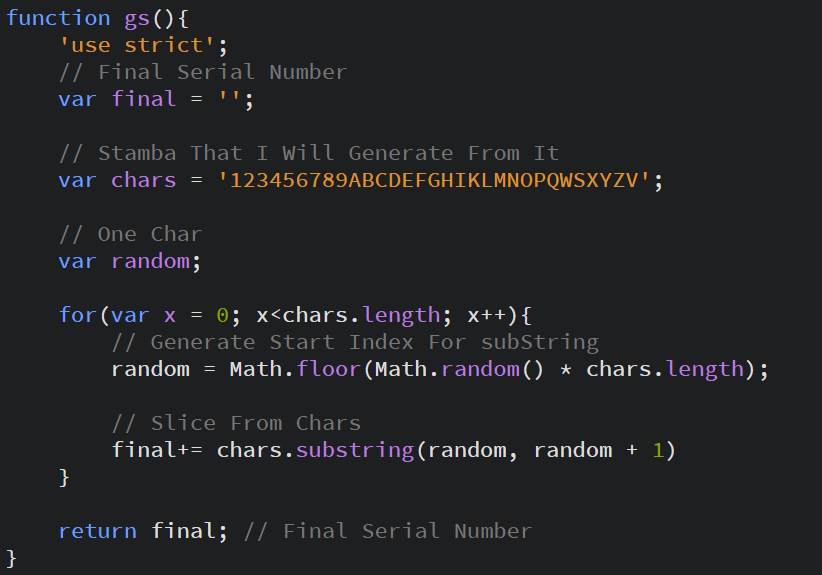 function gs(){
    'use strict';
    // Final Serial Number
    var final = '';

    // Stamba That I Will Generate From It
    var chars = '123456789ABCDEFGHIKLMNOPQWSXYZV';

    // One Char
    var random;

    for(var x = 0; x<chars.length; x++){
        // Generate Start Index For subString
        random = Math.floor(Math.random() * chars.length);

        // Slice From Chars
        final+= chars.substring(random, random + 1)
    }

    return final; // Final Serial Number
}